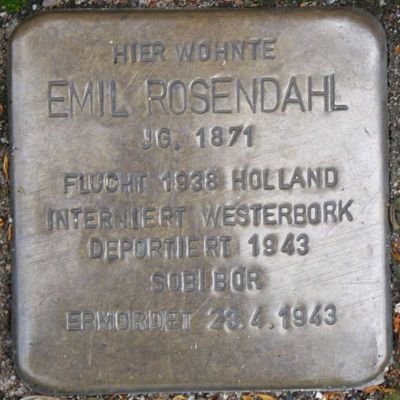 HIER WOHNTE
EMIL ROSENDAHL
JG. 1871
FLUCHT 1938 HOLLAND
INTERNIERT WESTERBORK
DEPORTIERT 1943
SOBIBOR
ERMORDET 23.4.1943